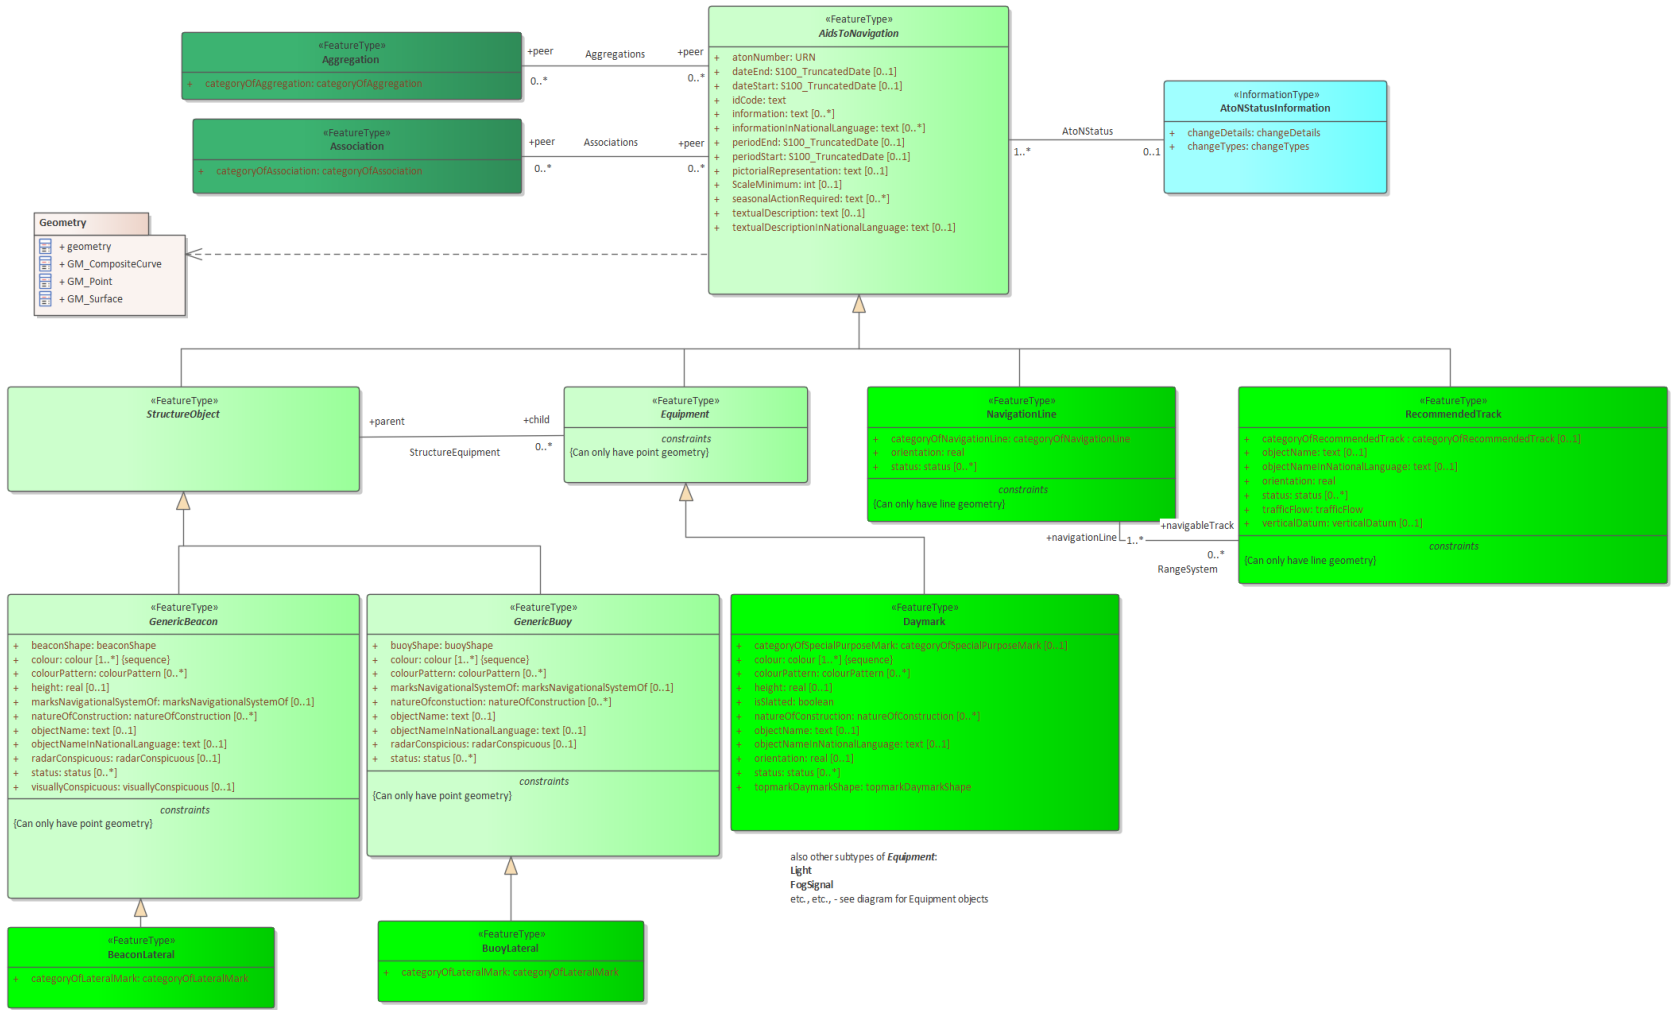 «FeatureType»
AidsToNavigation
+ atonNumber: URN
+ dateEnd: S100_TruncatedDate [0..1]
+ dateStart: S100_TruncatedDate [0..1]
+ idCode: text
+ information: text [0..*]
+ informationInNationalLanguage: text [0..*]
+ periodEnd: S100_TruncatedDate [0..1]
+ periodStart: S100_TruncatedDate [0..1]
+ pictorialRepresentation: text [0..1]
+ ScaleMinimum: int [0..1]
+ seasonalActionRequired: text [0..*]
+ textualDescription: text [0..1]
+ textualDescriptionInNationalLanguage: text [0..1]
«FeatureType»
Aggregation
+ categoryOfAggregation: categoryOfAggregation
+peer
Aggregations
+peer
0..*
0..*
«FeatureType»
Association
+ categoryOfAssociation: categoryOfAssociation
+peer
Associations
+peer
0..*
0..*
«InformationType»
AtoNStatusInformation
+ changeDetails: changeDetails
+ changeTypes: changeTypes
AtoNStatus
1..*
0..1
Geometry
+ geometry
+ GM_CompositeCurve
+ GM_Point
+ GM_Surface
«FeatureType»
StructureObject
+parent
+child
0..*
StructureEquipment
«FeatureType»
Equipment
constraints
{Can only have point geometry}
«FeatureType»
NavigationLine
+ categoryOfNavigationLine: categoryOfNavigationLine
+ orientation: real
+ status: status [0..*]
constraints
{Can only have line geometry}
«FeatureType»
RecommendedTrack
+ categoryOfRecommendedTrack : categoryOfRecommendedTrack [0..1]
+ objectName: text [0..1]
+ objectNameInNationalLanguage: text [0..1]
+ orientation: real
+ status: status [0..*]
+ trafficFlow: trafficFlow
+ verticalDatum: verticalDatum [0..1]
constraints
{Can only have line geometry}
+navigableTrack
+navigationLine
1..*
0..*
RangeSystem
«FeatureType»
GenericBeacon
+ beaconShape: beaconShape
+ colour: colour [1..*] {sequence}
+ colourPattern: colourPattern [0..*]
+ height: real [0..1]
+ marksNavigationalSystemOf: marksNavigationalSystemOf [0..1]
+ natureOfConstruction: natureOfConstruction [0..*]
+ objectName: text [0..1]
+ objectNameInNationalLanguage: text [0..1]
+ radarConspicuous: radarConspicuous [0..1]
+ status: status [0..*]
+ visuallyConspicuous: visuallyConspicuous [0..1]
constraints
{Can only have point geometry}
«FeatureType»
GenericBuoy
+ buoyShape: buoyShape
+ colour: colour [1..*] {sequence}
+ colourPattern: colourPattern [0..*]
+ marksNavigationalSystemOf: marksNavigationalSystemOf [0..1]
+ natureOfConstuction: natureOfConstruction [0..*]
+ objectName: text [0..1]
+ objectNameInNationalLanguage: text [0..1]
+ radarConspicious: radarConspicuous [0..1]
+ status: status [0..*]
constraints
{Can only have point geometry}
«FeatureType»
Daymark
+ categoryOfSpecialPurposeMark: categoryOfSpecialPurposeMark [0..1]
+ colour: colour [1..*] {sequence}
+ colourPattern: colourPattern [0..*]
+ height: real [0..1]
+ isSlatted: boolean
+ natureOfConstruction: natureOfConstruction [0..*]
+ objectName: text [0..1]
+ objectNameInNationalLanguage: text [0..1]
+ orientation: real [0..1]
+ status: status [0..*]
+ topmarkDaymarkShape: topmarkDaymarkShape
also other subtypes of Equipment:
Light
FogSignal
etc., etc., - see diagram for Equipment objects
«FeatureType»
BeaconLateral
+ categoryOfLateralMark: categoryOfLateralMark
«FeatureType»
BuoyLateral
+ categoryOfLateralMark: categoryOfLateralMark